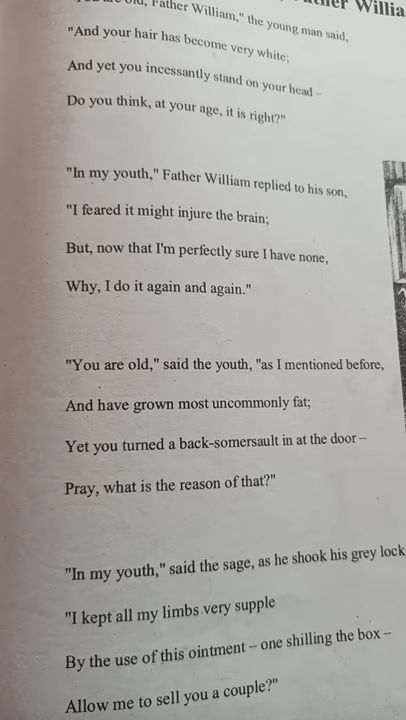 Father Willia
old, Father William," the young man said,
"And your hair has become very white;
And yet you incessantly stand on your head –
Do you think, at your age, it is right?"
"In my youth," Father William replied to his son,
"I feared it might injure the brain;
But, now that I'm perfectly sure I have none,
Why, I do it again and again."
"You are old," said the youth, "as I mentioned before,
And have grown most uncommonly fat;
Yet you turned a back-somersault in at the door –
Pray, what is the reason of that?"
"In my youth," said the sage, as he shook his grey lock
"I kept all my limbs very supple
By the use of this ointment – one shilling the box –
Allow me to sell you a couple?"